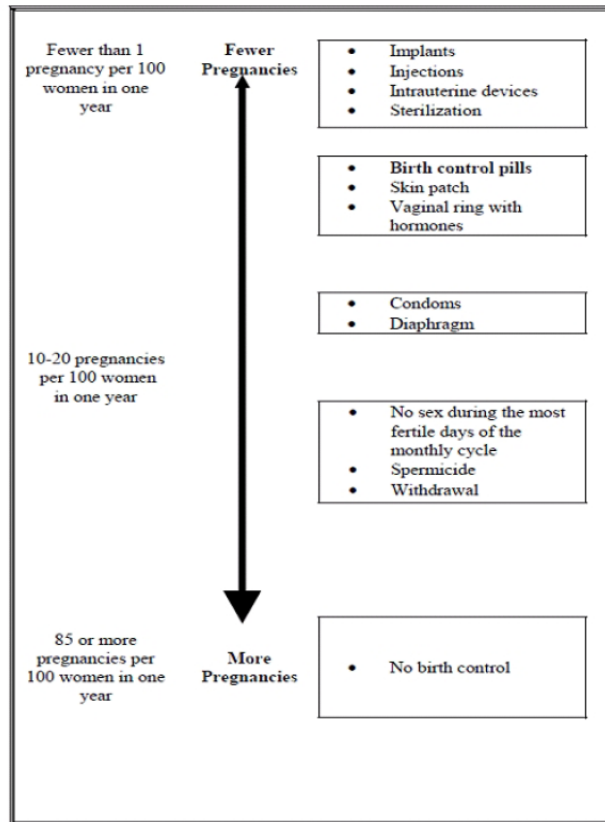 Fewer than 1
pregnancy per 100
women in one
year
Fewer
Pregnancies
• Implants
• Injections
• Intrauterine devices
• Sterilization
• Birth control pills
• Skin patch
• Vaginal ring with
hormones
• Condoms
• Diaphragm
10-20 pregnancies
per 100 women
in one year
• No sex during the most
fertile days of the
monthly cycle
• Spermicide
• Withdrawal
85 or more
pregnancies per
100 women in one
year
More
Pregnancies
• No birth control